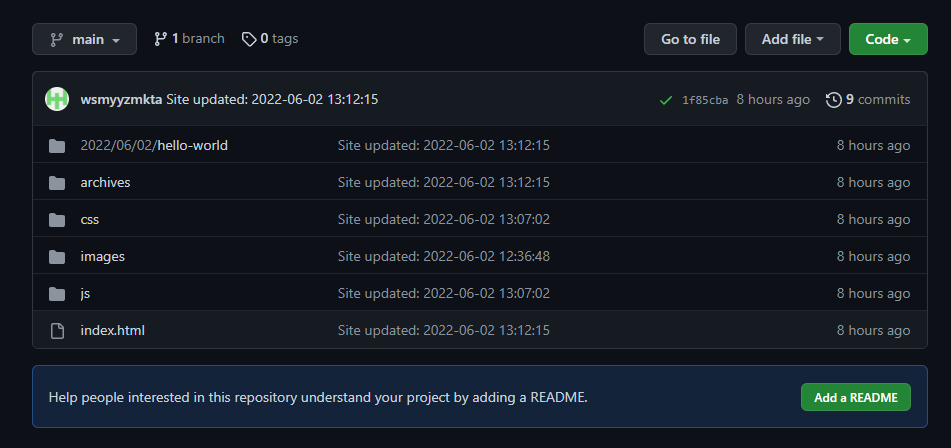 main 1 branch 0 tags Go to file Add file Code
wsmyyzmkta Site updated: 2022-06-02 13:12:15 1f85cba 8 hours ago 9 commits
2022/06/02/hello-world Site updated: 2022-06-02 13:12:15 8 hours ago
archives Site updated: 2022-06-02 13:12:15 8 hours ago
css Site updated: 2022-06-02 13:07:02 8 hours ago
images Site updated: 2022-06-02 12:36:48 8 hours ago
js Site updated: 2022-06-02 13:07:02 8 hours ago
index.html Site updated: 2022-06-02 13:12:15 8 hours ago
Help people interested in this repository understand your project by adding a README. Add a README